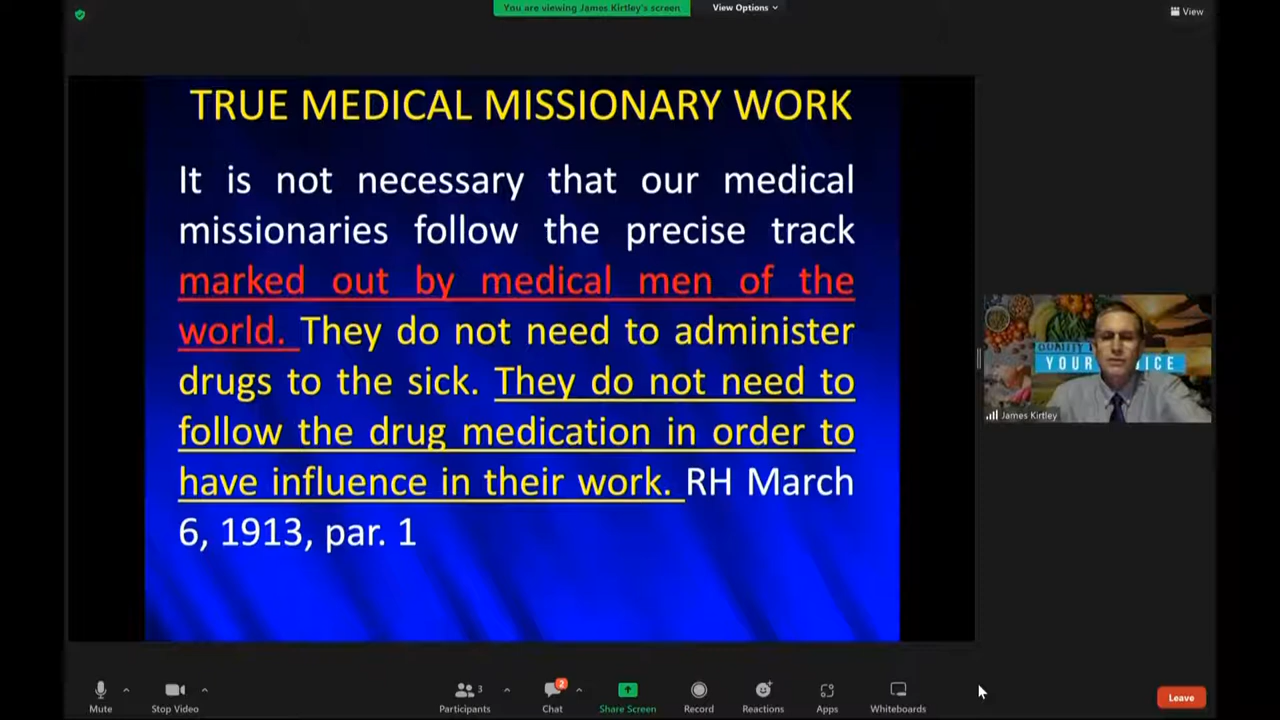 You are viewing James Kirtley's screen
View Options
View
TRUE MEDICAL MISSIONARY WORK
It is not necessary that our medical
missionaries follow the precise track
marked out by medical men of the
world. They do not need to administer
drugs to the sick. They do not need to
follow the drug medication in order to
have influence in their work. RH March
6, 1913, par. 1
James Kirtley
Mute
Stop Video
3
Participants
2
Chat
Share Screen
Record
Reactions
Apps
Whiteboards
Leave